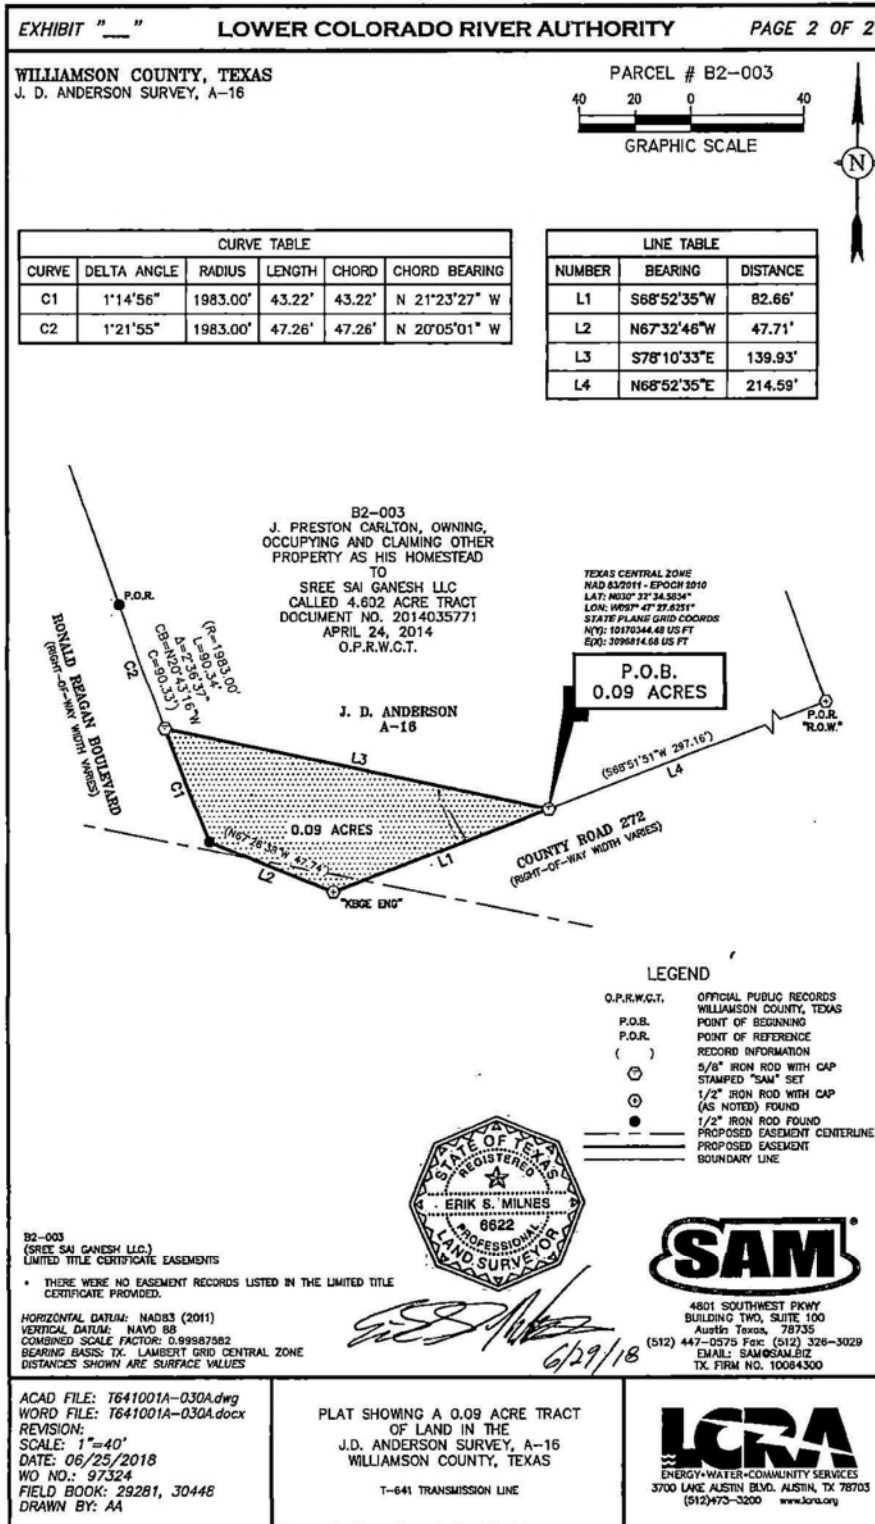 EXHIBIT "__" LOWER COLORADO RIVER AUTHORITY PAGE 2 OF 2
WILLIAMSON COUNTY, TEXAS
J. D. ANDERSON SURVEY, A-16
PARCEL # B2-003
40 20 0 40
GRAPHIC SCALE
N
CURVE TABLE
CURVE DELTA ANGLE RADIUS LENGTH CHORD CHORD BEARING
C1 1°14'56" 1983.00' 43.22' 43.22' N 21°23'27" W
C2 1°21'55" 1983.00' 47.26' 47.26' N 20°05'01" W
LINE TABLE
NUMBER BEARING DISTANCE
L1 S68°52'35"W 82.66'
L2 N67°32'46"W 47.71'
L3 S78°10'33"E 139.93'
L4 N68°52'35"E 214.59'
B2-003
J. PRESTON CARLTON, OWNING,
OCCUPYING AND CLAIMING OTHER
PROPERTY AS HIS HOMESTEAD
TO
SREE SAI GANESH LLC
CALLED 4.602 ACRE TRACT
DOCUMENT NO. 2014035771
APRIL 24, 2014
O.P.R.W.C.T.
TEXAS CENTRAL ZONE
NAD 83/2011 - EPOCH 2010
LAT: N030° 32' 34.5834"
LON: W097° 47' 27.6251"
STATE PLANE GRID COORDS
N(Y): 10170344.48 US FT
E(X): 3096814.68 US FT
P.O.B.
0.09 ACRES
P.O.R.
RONALD REAGAN BOULEVARD
(RIGHT-OF-WAY WIDTH VARIES)
C2
(R=1983.00'
L=90.34'
Δ=2°36'37"
CB=N20°43'16"W
C=90.33')
J. D. ANDERSON
A-16
P.O.R.
"R.O.W."
(S68°51'51"W 297.16')
L4
L3
C1
0.09 ACRES
(N67°26'38"W 47.74')
L2
L1
COUNTY ROAD 272
(RIGHT-OF-WAY WIDTH VARIES)
"KBGE ENG"
LEGEND
O.P.R.W.C.T. OFFICIAL PUBLIC RECORDS
WILLIAMSON COUNTY, TEXAS
P.O.B. POINT OF BEGINNING
P.O.R. POINT OF REFERENCE
( ) RECORD INFORMATION
5/8" IRON ROD WITH CAP
STAMPED "SAM" SET
1/2" IRON ROD WITH CAP
(AS NOTED) FOUND
1/2" IRON ROD FOUND
PROPOSED EASEMENT CENTERLINE
PROPOSED EASEMENT
BOUNDARY LINE
STATE OF TEXAS
REGISTERED
ERIK S. MILNES
6622
PROFESSIONAL
LAND SURVEYOR
6/29/18
B2-003
(SREE SAI GANESH LLC.)
LIMITED TITLE CERTIFICATE EASEMENTS
• THERE WERE NO EASEMENT RECORDS LISTED IN THE LIMITED TITLE
CERTIFICATE PROVIDED.
HORIZONTAL DATUM: NAD83 (2011)
VERTICAL DATUM: NAVD 88
COMBINED SCALE FACTOR: 0.99987582
BEARING BASIS: TX. LAMBERT GRID CENTRAL ZONE
DISTANCES SHOWN ARE SURFACE VALUES
SAM®
4801 SOUTHWEST PKWY
BUILDING TWO, SUITE 100
Austin Texas, 78735
(512) 447-0575 Fax: (512) 326-3029
EMAIL: SAM@SAM.BIZ
TX. FIRM NO. 10064300
ACAD FILE: T641001A-030A.dwg
WORD FILE: T641001A-030A.docx
REVISION:
SCALE: 1"=40'
DATE: 06/25/2018
WO NO.: 97324
FIELD BOOK: 29281, 30448
DRAWN BY: AA
PLAT SHOWING A 0.09 ACRE TRACT
OF LAND IN THE
J.D. ANDERSON SURVEY, A-16
WILLIAMSON COUNTY, TEXAS
T-641 TRANSMISSION LINE
LCRA
ENERGY•WATER•COMMUNITY SERVICES
3700 LAKE AUSTIN BLVD. AUSTIN, TX 78703
(512)473-3200 www.lcra.org